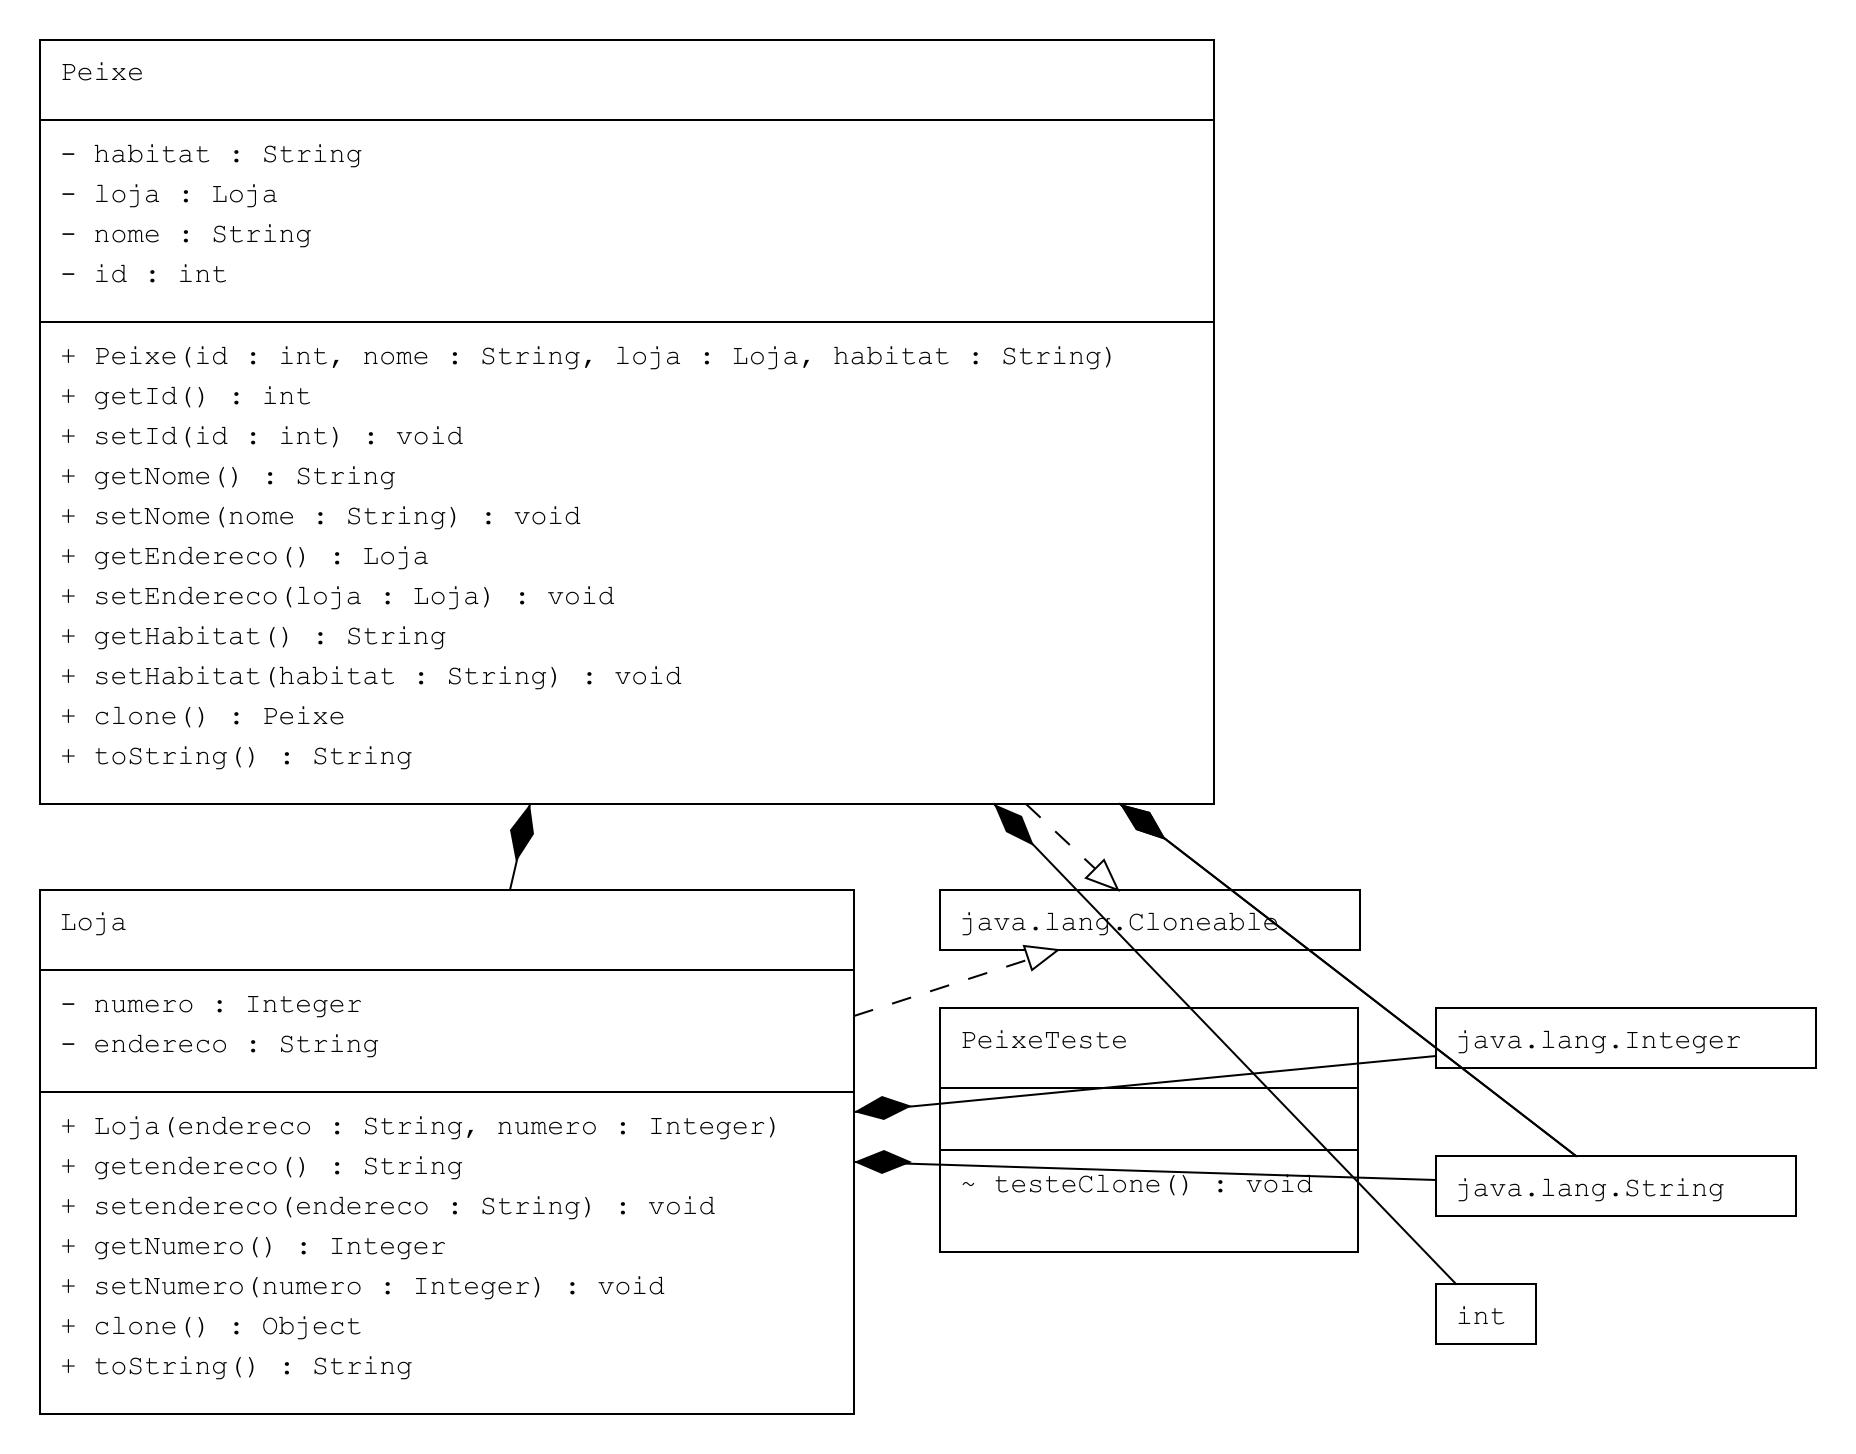 Peixe
- habitat : String
- loja : Loja
- nome : String
- id : int
+ Peixe(id : int, nome : String, loja : Loja, habitat : String)
+ getId() : int
+ setId(id : int) : void
+ getNome() : String
+ setNome(nome : String) : void
+ getEndereco() : Loja
+ setEndereco(loja : Loja) : void
+ getHabitat() : String
+ setHabitat(habitat : String) : void
+ clone() : Peixe
+ toString() : String
Loja
- numero : Integer
- endereco : String
+ Loja(endereco : String, numero : Integer)
+ getendereco() : String
+ setendereco(endereco : String) : void
+ getNumero() : Integer
+ setNumero(numero : Integer) : void
+ clone() : Object
+ toString() : String
java.lang.Cloneable
PeixeTeste
~ testeClone() : void
java.lang.Integer
java.lang.String
int